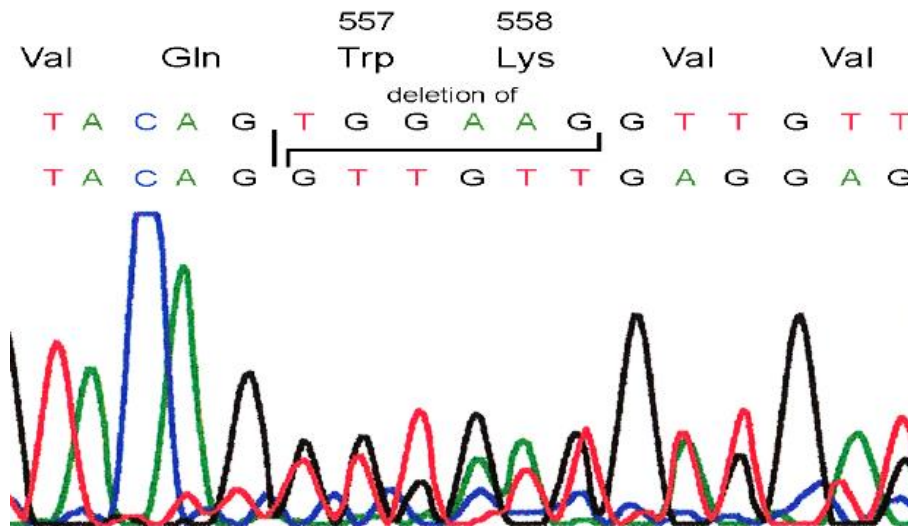 557 558
Val Gln Trp Lys Val Val
deletion of
T A C A G T G G A A G G T T G T T
T A C A G G T T G T T G A G G A G